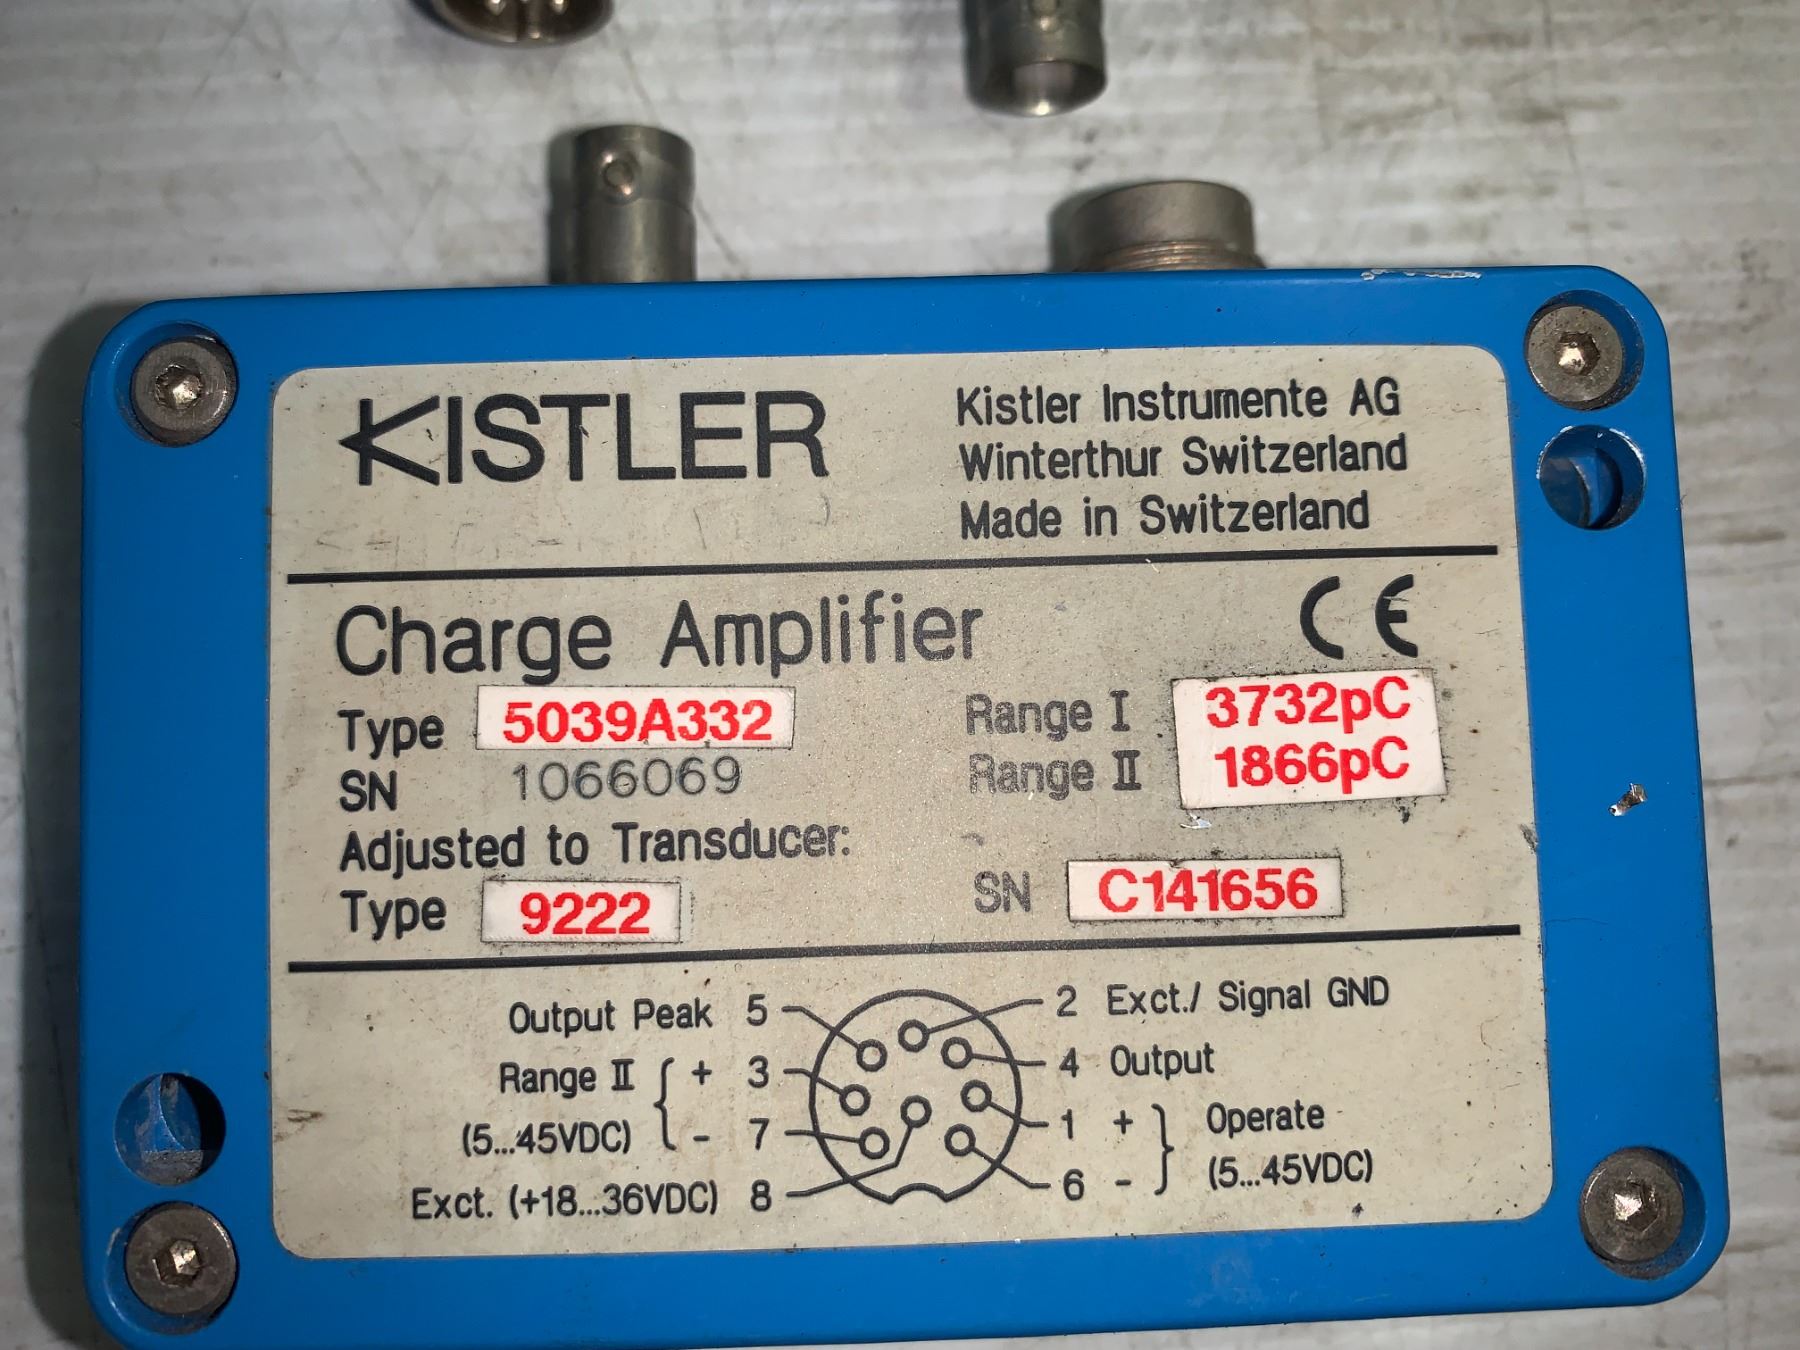 KISTLER
Kistler Instrumente AG
Winterthur Switzerland
Made in Switzerland
Charge Amplifier CE
Type 5039A332 Range I 3732pC
SN 1066069 Range II 1866pC
Adjusted to Transducer:
Type 9222 SN C141656
Output Peak 5 2 Exct./ Signal GND
Range II { + 3 4 Output
(5...45VDC) - 7 1 + } Operate
Exct. (+18...36VDC) 8 6 - (5...45VDC)